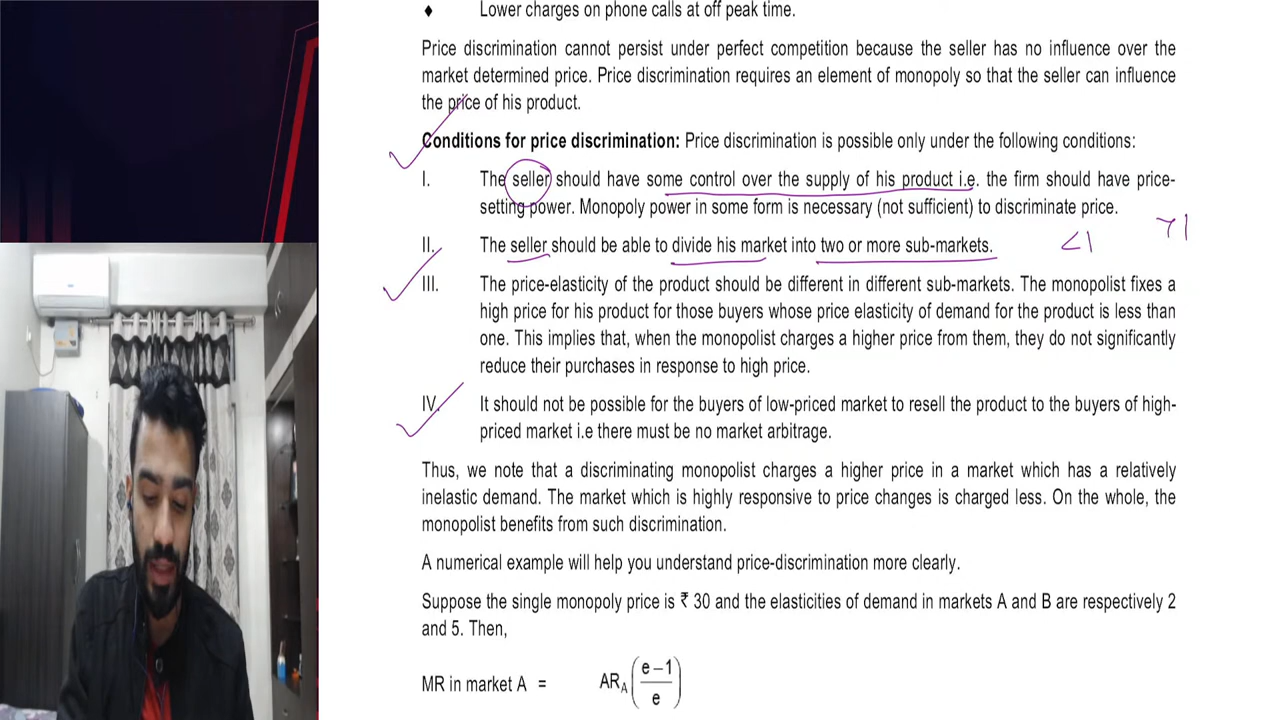 ♦ Lower charges on phone calls at off peak time.
Price discrimination cannot persist under perfect competition because the seller has no influence over the
market determined price. Price discrimination requires an element of monopoly so that the seller can influence
the price of his product.
Conditions for price discrimination: Price discrimination is possible only under the following conditions:
I. The seller should have some control over the supply of his product i.e. the firm should have price-
setting power. Monopoly power in some form is necessary (not sufficient) to discriminate price.
II. The seller should be able to divide his market into two or more sub-markets. <1 >1
III. The price-elasticity of the product should be different in different sub-markets. The monopolist fixes a
high price for his product for those buyers whose price elasticity of demand for the product is less than
one. This implies that, when the monopolist charges a higher price from them, they do not significantly
reduce their purchases in response to high price.
IV. It should not be possible for the buyers of low-priced market to resell the product to the buyers of high-
priced market i.e there must be no market arbitrage.
Thus, we note that a discriminating monopolist charges a higher price in a market which has a relatively
inelastic demand. The market which is highly responsive to price changes is charged less. On the whole, the
monopolist benefits from such discrimination.
A numerical example will help you understand price-discrimination more clearly.
Suppose the single monopoly price is ₹ 30 and the elasticities of demand in markets A and B are respectively 2
and 5. Then,
MR in market A = AR_A (e−1/e)